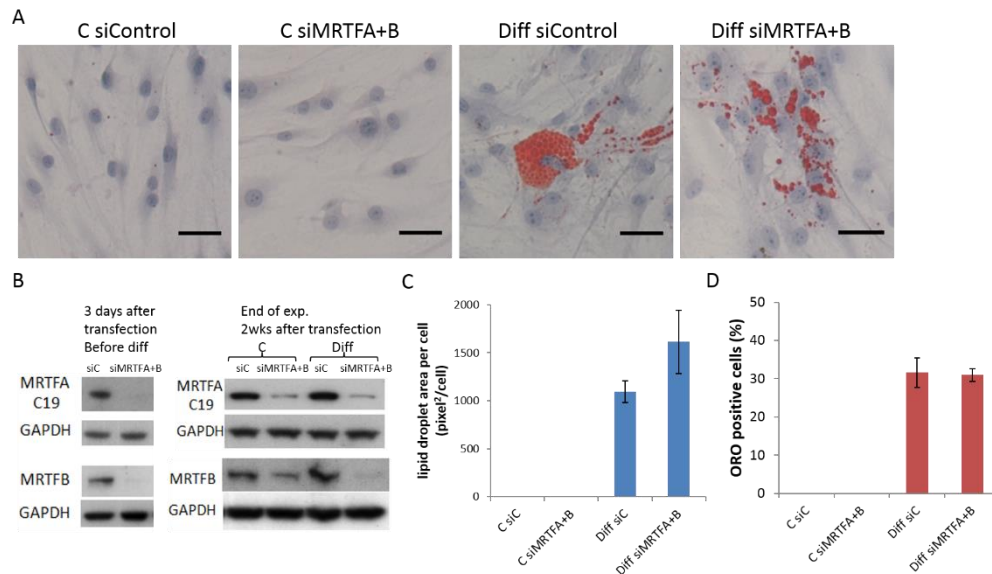 A
C siControl
C siMRTFA+B
Diff siControl
Diff siMRTFA+B
B
3 days after
transfection
Before diff
siC siMRTFA+B
MRTFA
C19
GAPDH
MRTFB
GAPDH
End of exp.
2wks after transfection
C Diff
siC siMRTFA+B siC siMRTFA+B
MRTFA
C19
GAPDH
MRTFB
GAPDH
C
lipid droplet area per cell
(pixel²/cell)
2000
1500
1000
500
0
C siC
C siMRTFA+B
Diff siC
Diff siMRTFA+B
D
ORO positive cells (%)
50
40
30
20
10
0
C siC
C siMRTFA+B
Diff siC
Diff siMRTFA+B